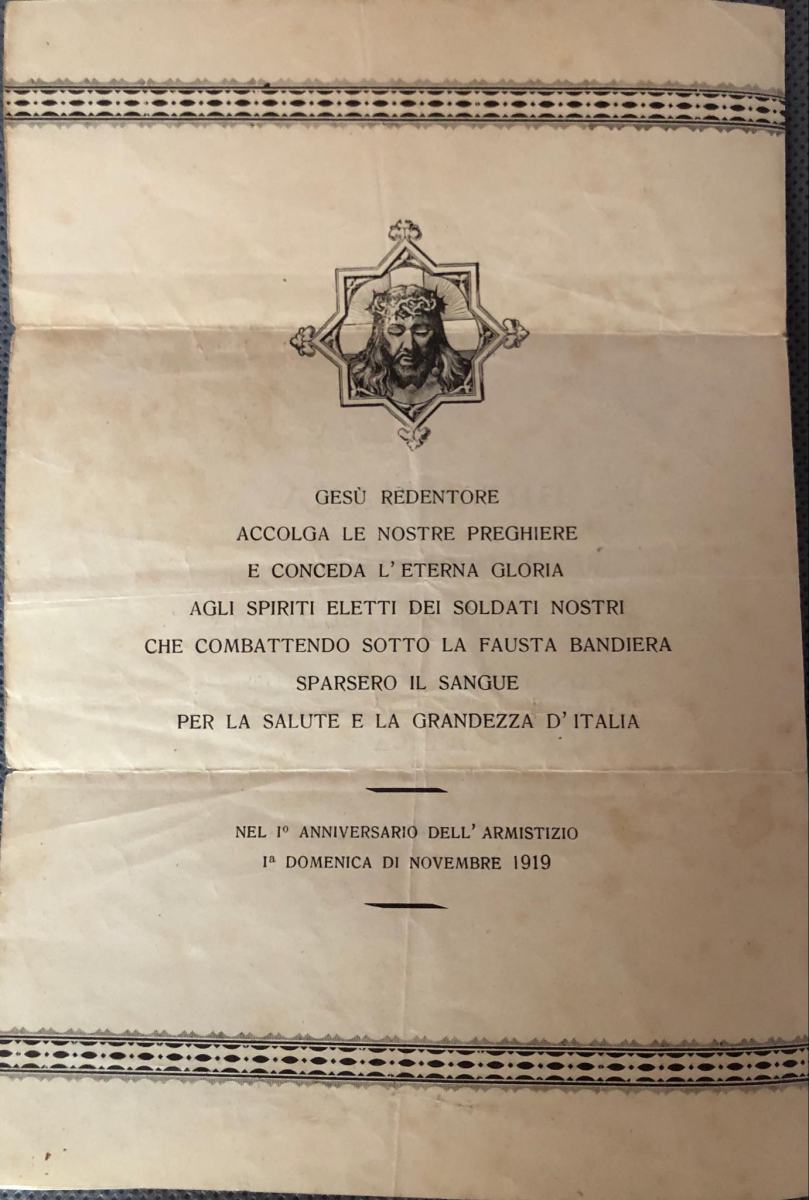 GESÙ REDENTORE
ACCOLGA LE NOSTRE PREGHIERE
E CONCEDA L' ETERNA GLORIA
AGLI SPIRITI ELETTI DEI SOLDATI NOSTRI
CHE COMBATTENDO SOTTO LA FAUSTA BANDIERA
SPARSERO IL SANGUE
PER LA SALUTE E LA GRANDEZZA D' ITALIA
NEL Iº ANNIVERSARIO DELL' ARMISTIZIO
Iª DOMENICA DI NOVEMBRE 1919